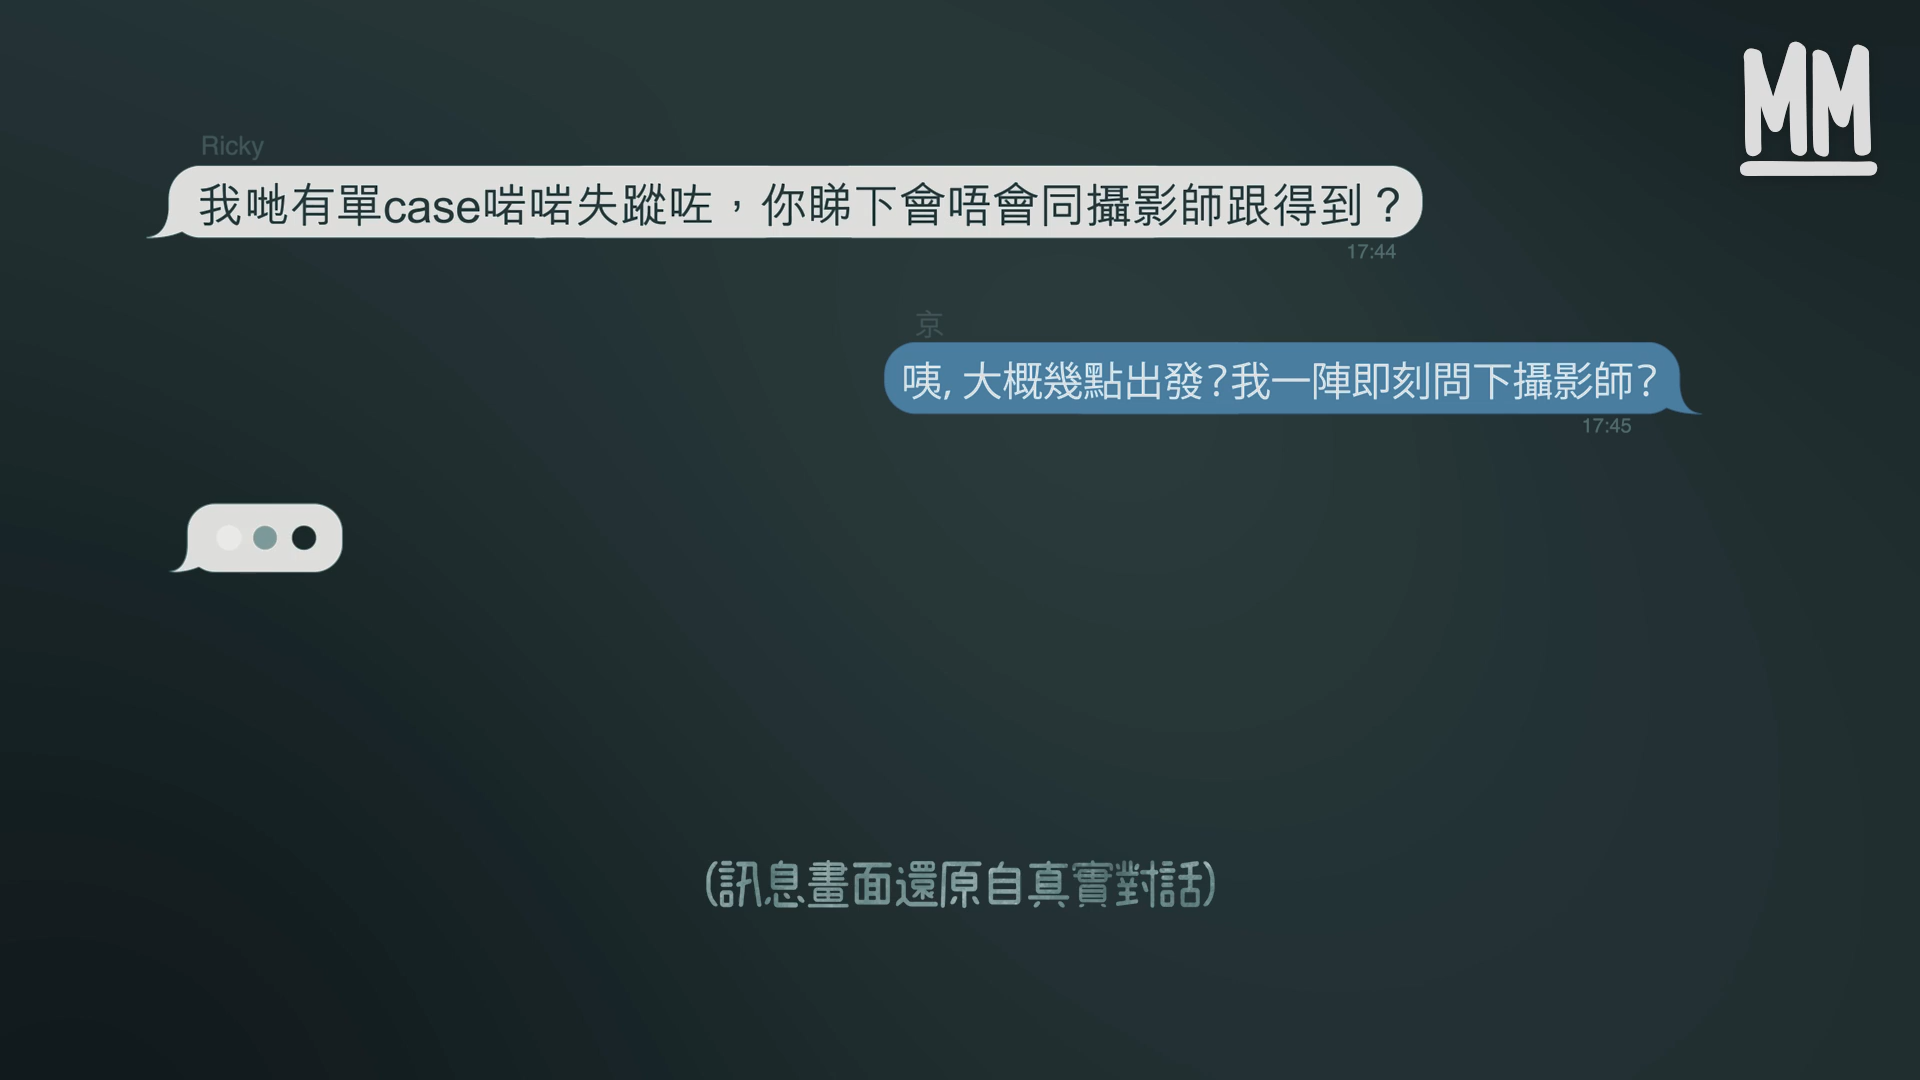 MM
Ricky
我哋有單case啱啱失蹤咗，你睇下會唔會同攝影師跟得到？
17:44
京
咦, 大概幾點出發?我一陣即刻問下攝影師?
17:45
(訊息畫面還原自真實對話)